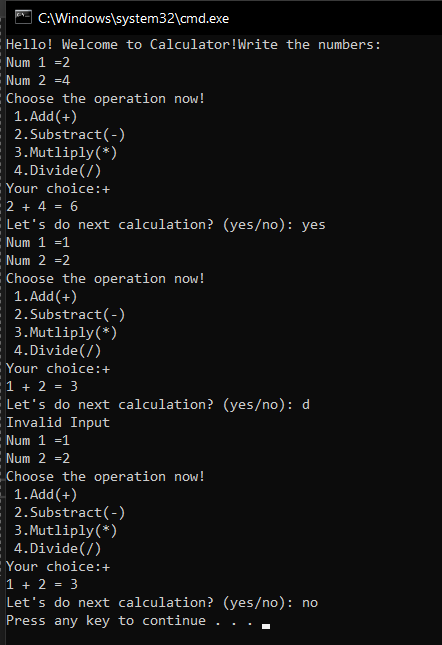 C:\Windows\system32\cmd.exe
Hello! Welcome to Calculator!Write the numbers:
Num 1 =2
Num 2 =4
Choose the operation now!
1.Add(+)
2.Substract(-)
3.Mutliply(*)
4.Divide(/)
Your choice:+
2 + 4 = 6
Let's do next calculation? (yes/no): yes
Num 1 =1
Num 2 =2
Choose the operation now!
1.Add(+)
2.Substract(-)
3.Mutliply(*)
4.Divide(/)
Your choice:+
1 + 2 = 3
Let's do next calculation? (yes/no): d
Invalid Input
Num 1 =1
Num 2 =2
Choose the operation now!
1.Add(+)
2.Substract(-)
3.Mutliply(*)
4.Divide(/)
Your choice:+
1 + 2 = 3
Let's do next calculation? (yes/no): no
Press any key to continue . . .